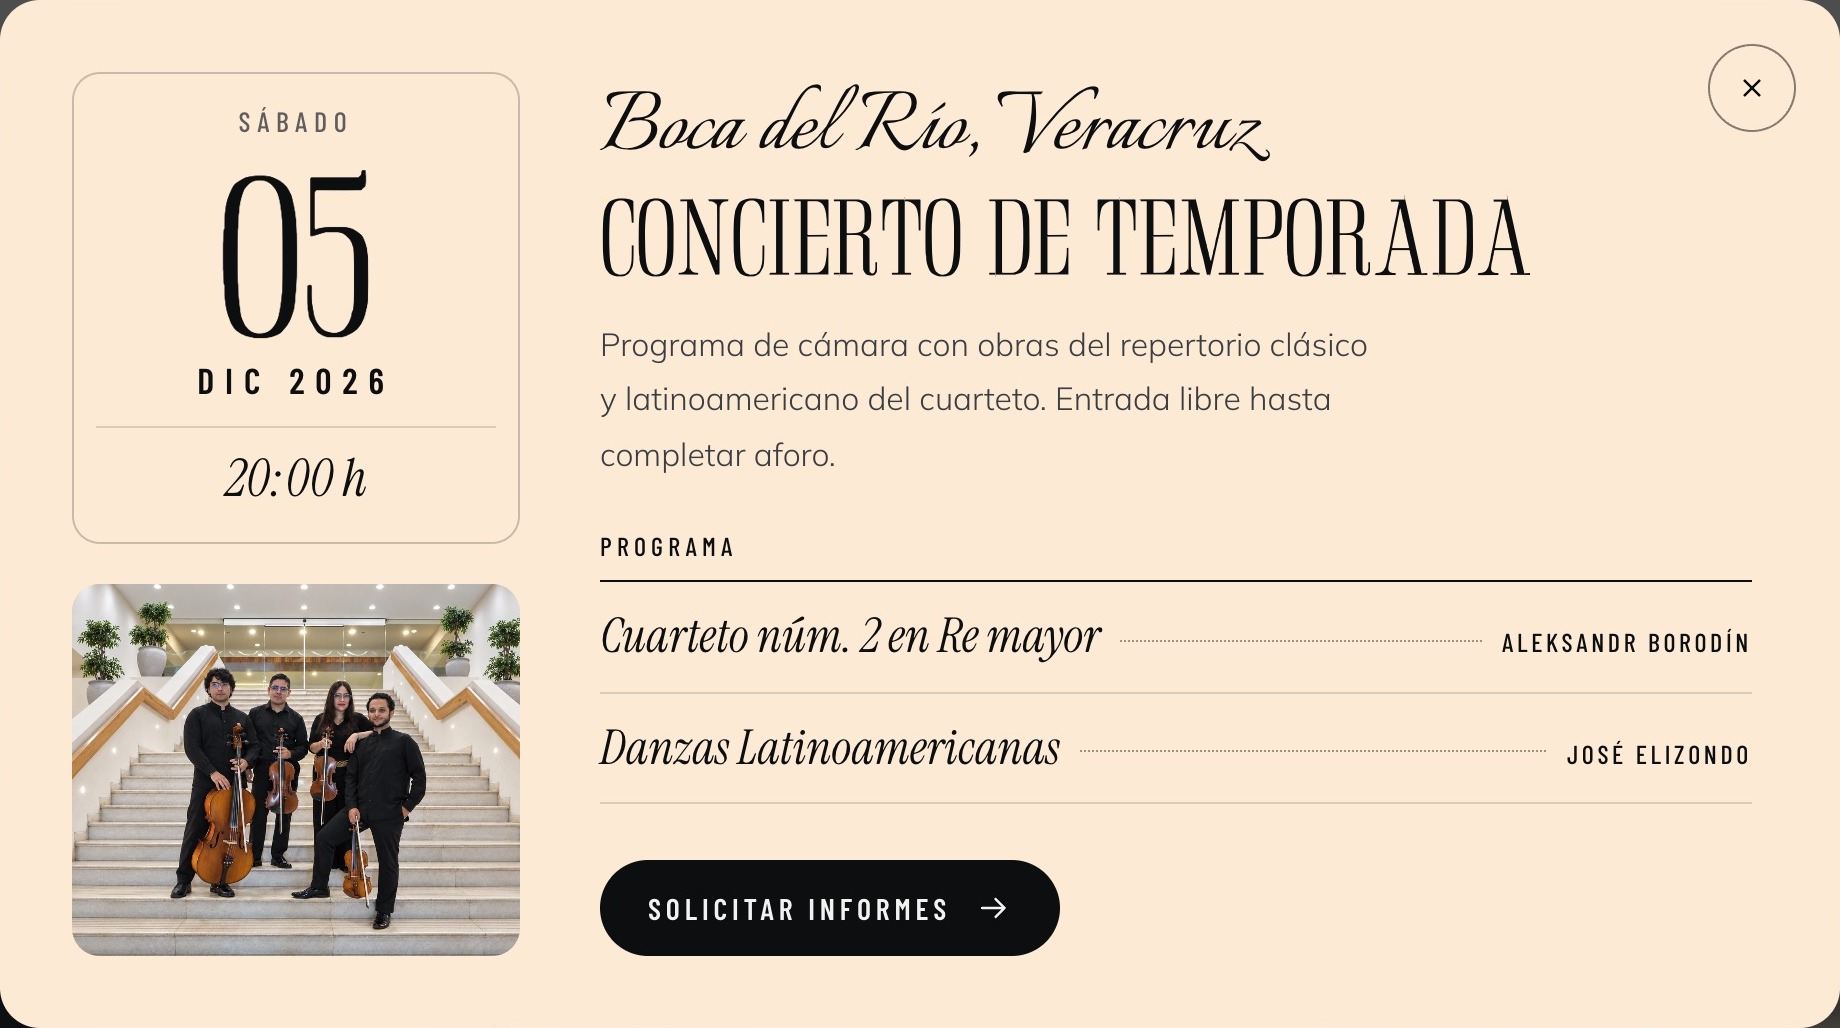 SÁBADO
05
DIC 2026
20:00 h
Boca del Río, Veracruz
CONCIERTO DE TEMPORADA
Programa de cámara con obras del repertorio clásico
y latinoamericano del cuarteto. Entrada libre hasta
completar aforo.
PROGRAMA
Cuarteto núm. 2 en Re mayor ALEKSANDR BORODÍN
Danzas Latinoamericanas JOSÉ ELIZONDO
SOLICITAR INFORMES →